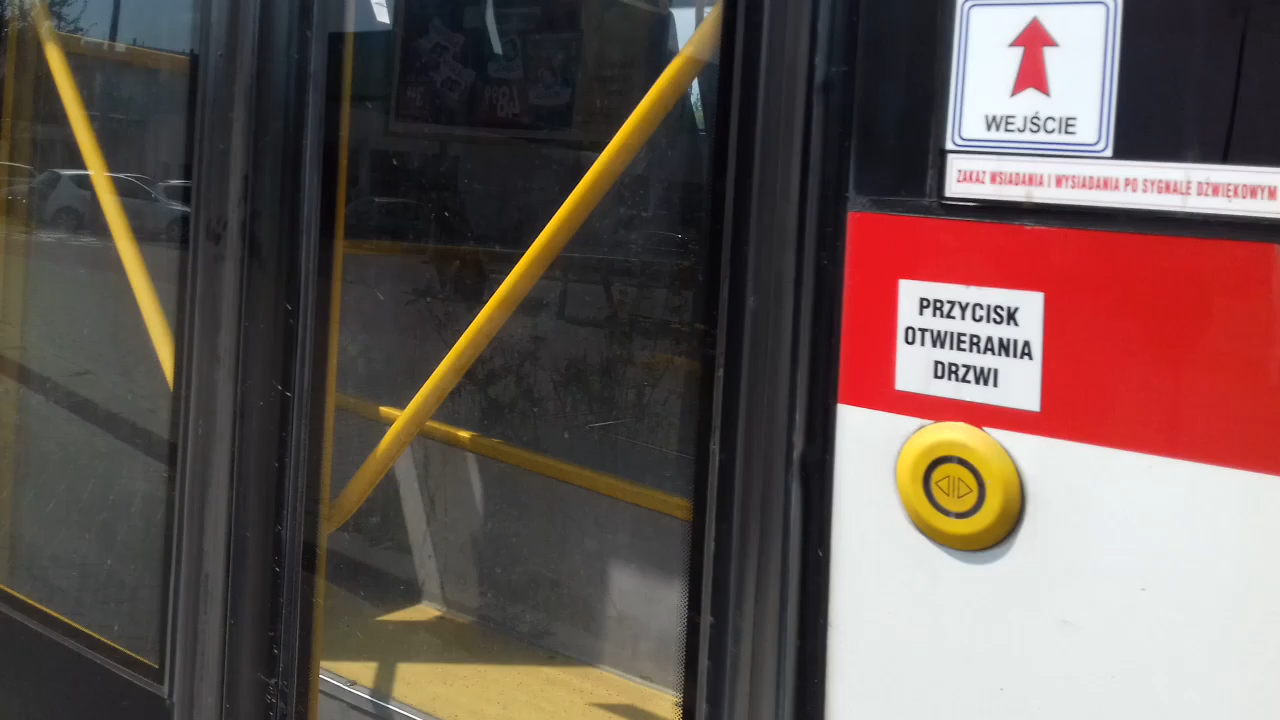 WEJŚCIE
ZAKAZ WSIADANIA I WYSIADANIA PO SYGNALE DŹWIĘKOWYM
PRZYCISK
OTWIERANIA
DRZWI